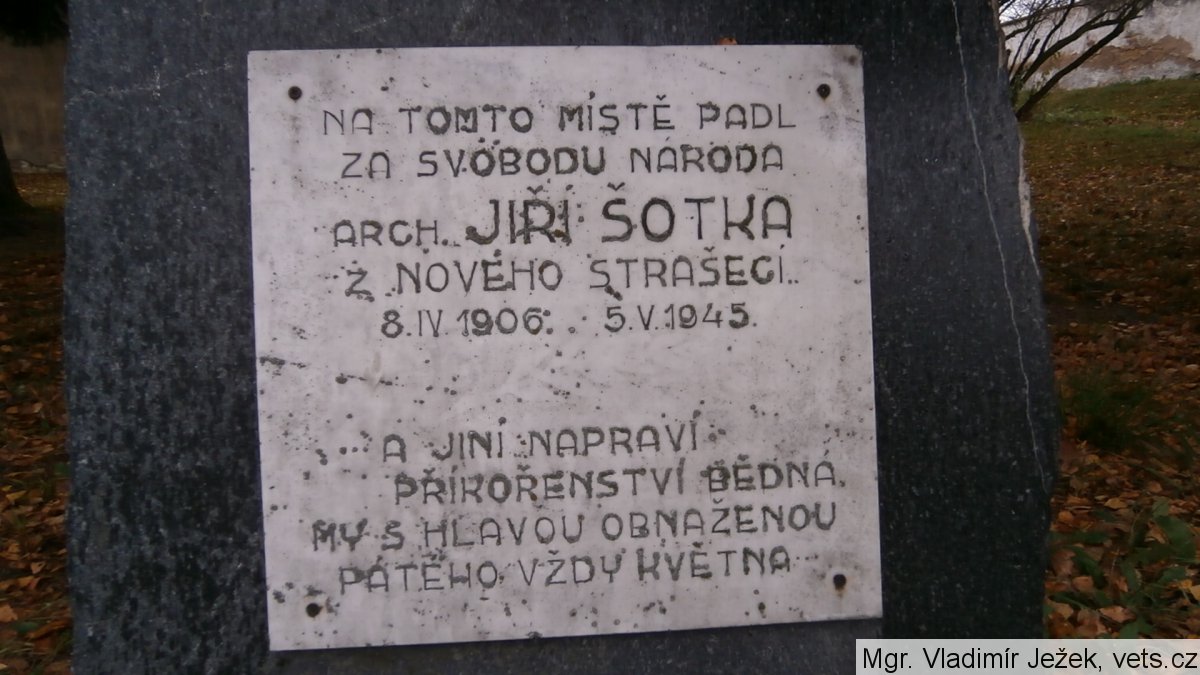 NA TOMTO MÍSTĚ PADL
ZA SVOBODU NÁRODA
ARCH. JIŘÍ ŠOTKA
Z NOVÉHO STRAŠECÍ.
8.IV.1906. 5.V.1945.
A JINÍ NAPRAVÍ
PŘÍKOŘENSTVÍ BĚDNÁ,
MY S HLAVOU OBNAŽENOU
PÁTÉHO VŽDY KVĚTNA
Mgr. Vladimír Ježek, vets.cz